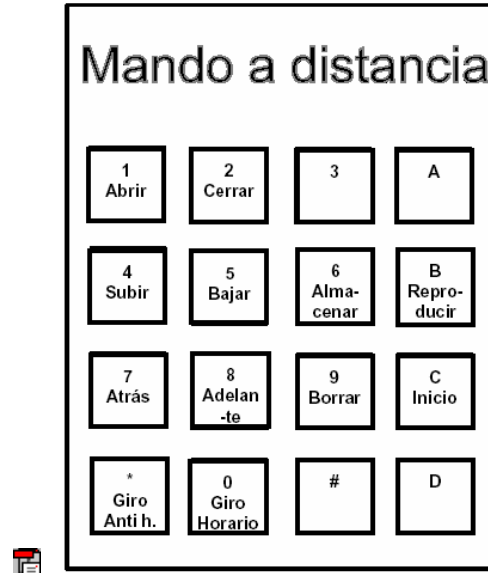 Mando a distancia
1 2 3 A
Abrir Cerrar
4 5 6 B
Subir Bajar Alma- Repro-
cenar ducir
7 8 9 C
Atrás Adelan Borrar Inicio
-te
* 0 # D
Giro Giro
Anti h. Horario